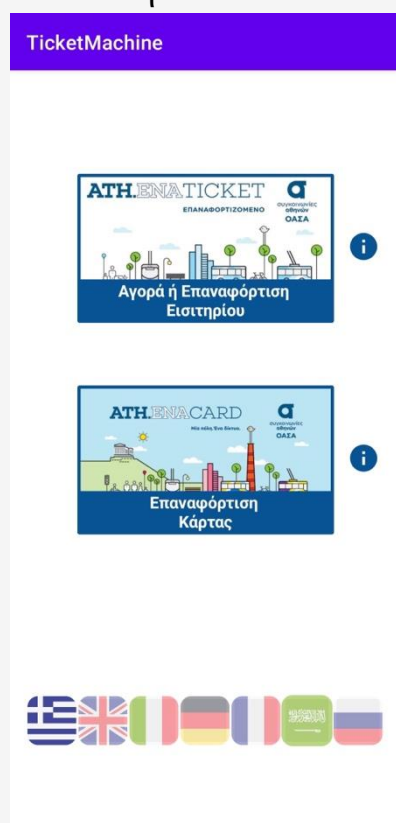 TicketMachine
ATH.ENATICKET
ΕΠΑΝΑΦΟΡΤΙΖΟΜΕΝΟ
συγκοινωνίες
αθηνών
ΟΑΣΑ
Αγορά ή Επαναφόρτιση
Εισιτηρίου
ATH.ENACARD
Μία πόλη, Ένα δίκτυο.
συγκοινωνίες
αθηνών
ΟΑΣΑ
Επαναφόρτιση
Κάρτας